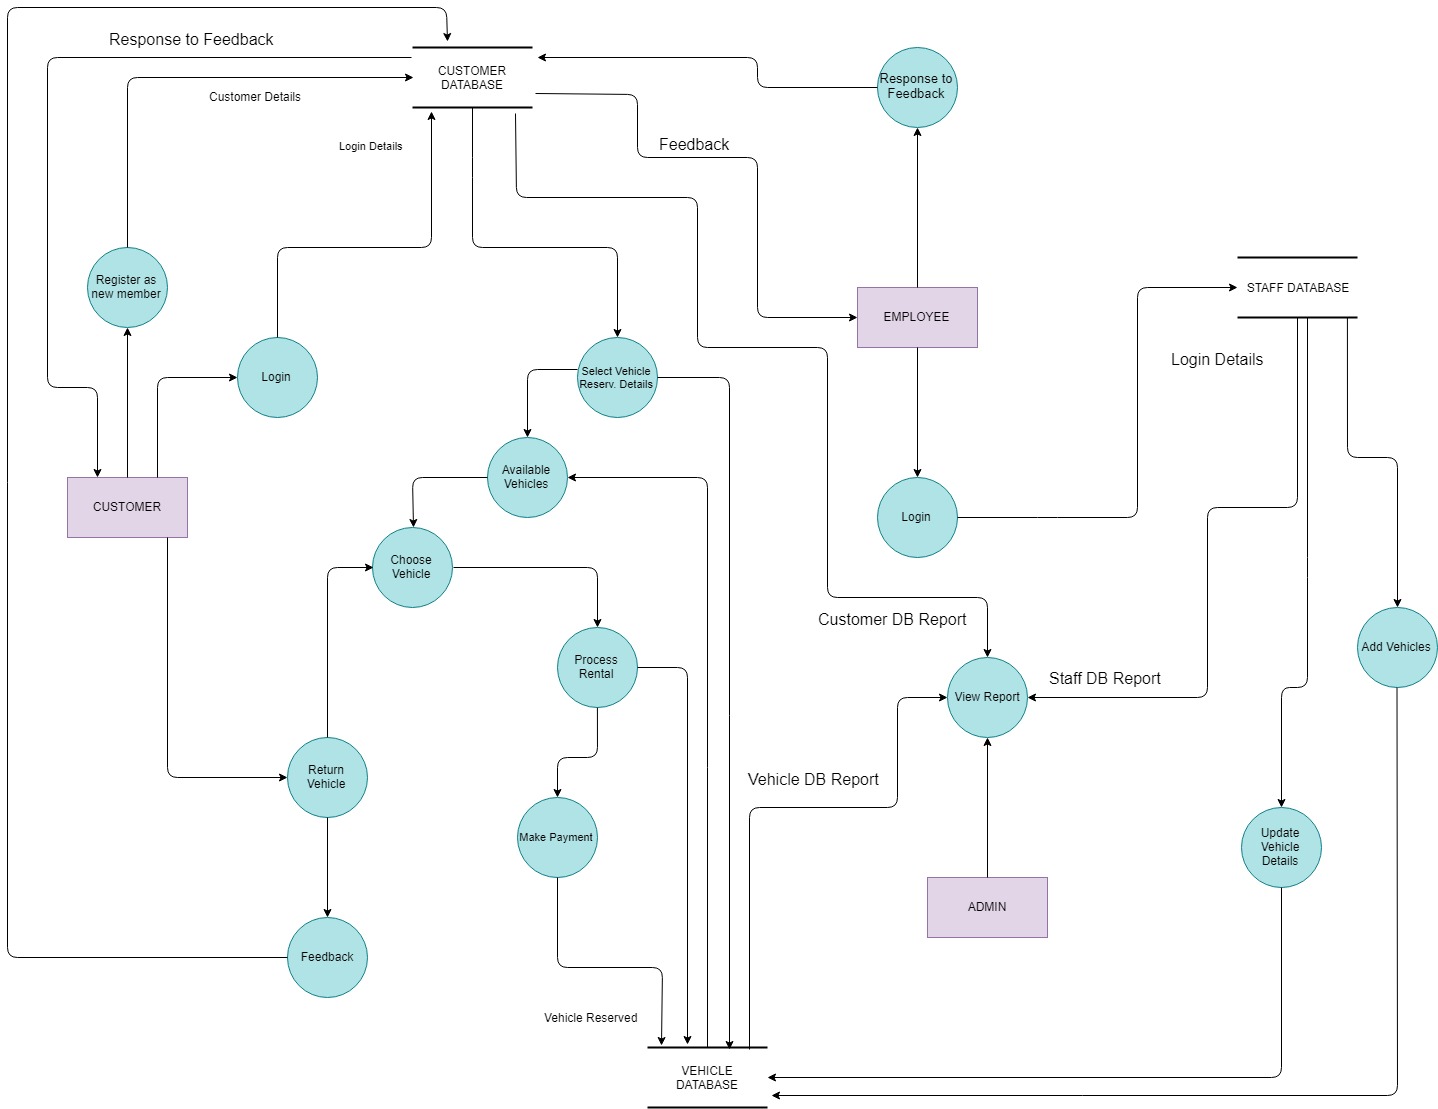 Response to Feedback
CUSTOMER
DATABASE
Response to
Feedback
Customer Details
Login Details
Feedback
Register as
new member
STAFF DATABASE
EMPLOYEE
Login Details
Login
Select Vehicle
Reserv. Details
Available
Vehicles
CUSTOMER
Login
Choose
Vehicle
Customer DB Report
Add Vehicles
Process
Rental
Staff DB Report
View Report
Return
Vehicle
Vehicle DB Report
Make Payment
Update
Vehicle
Details
ADMIN
Feedback
Vehicle Reserved
VEHICLE
DATABASE